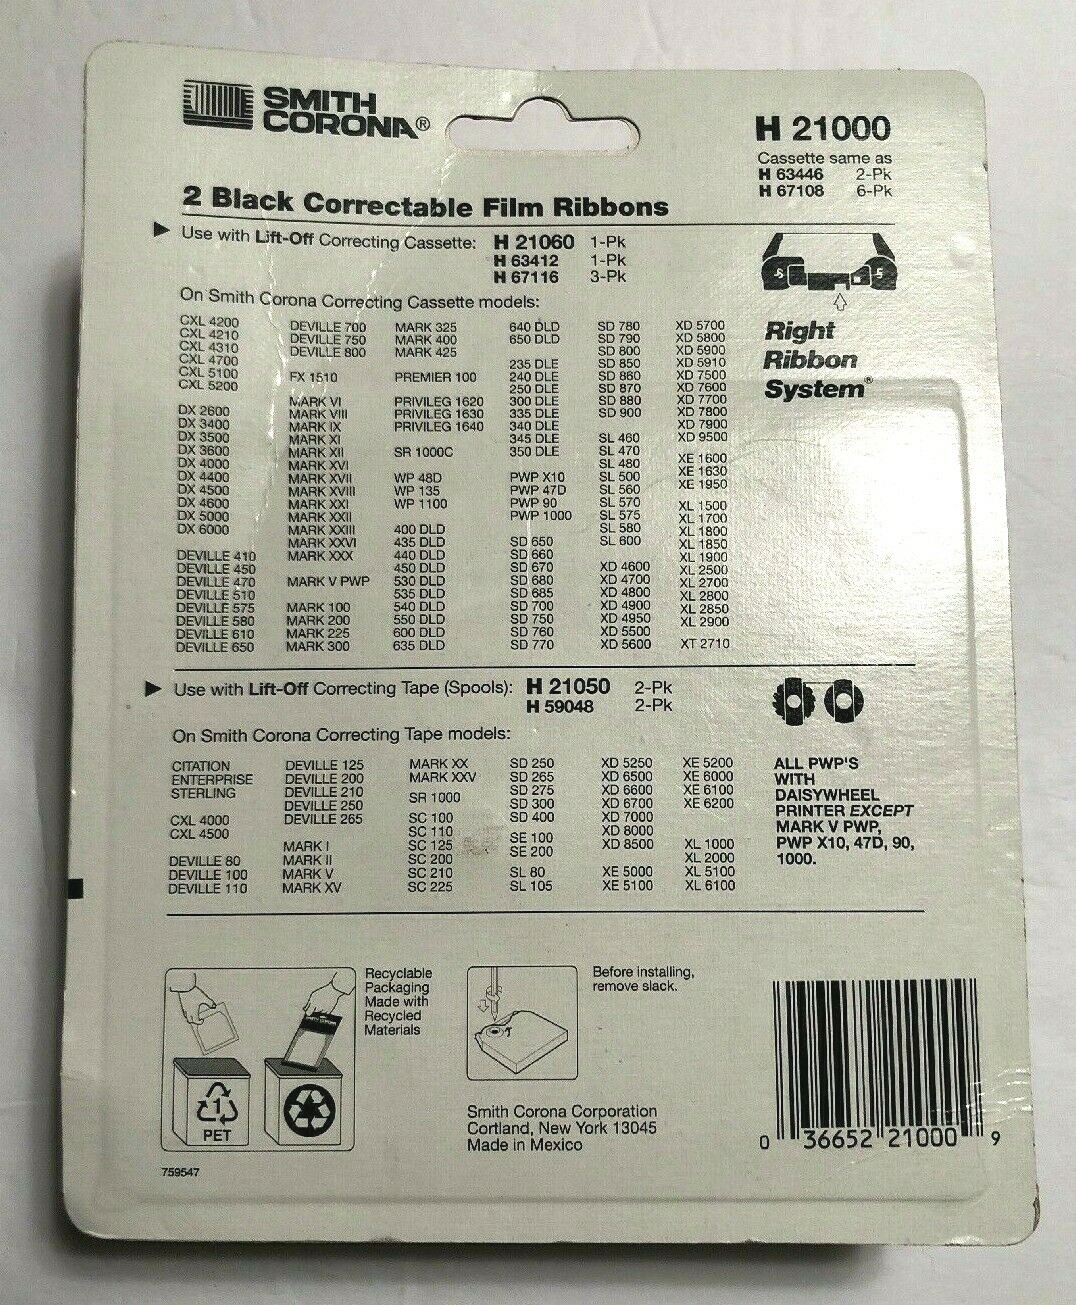 SMITH
CORONA®
H 21000
Cassette same as
H 63446 2-Pk
H 67108 6-Pk
2 Black Correctable Film Ribbons
Use with Lift-Off Correcting Cassette: H 21060 1-Pk
H 63412 1-Pk
H 67116 3-Pk
On Smith Corona Correcting Cassette models:
CXL 4200
CXL 4210
CXL 4310
CXL 4700
CXL 5100
CXL 5200
DX 2600
DX 3400
DX 3500
DX 3600
DX 4000
DX 4400
DX 4500
DX 4600
DX 5000
DX 6000
DEVILLE 410
DEVILLE 450
DEVILLE 470
DEVILLE 510
DEVILLE 575
DEVILLE 580
DEVILLE 610
DEVILLE 650
DEVILLE 700
DEVILLE 750
DEVILLE 800
FX 1510
MARK VI
MARK VIII
MARK IX
MARK XI
MARK XII
MARK XVI
MARK XVII
MARK XVIII
MARK XXI
MARK XXII
MARK XXIII
MARK XXVI
MARK XXX
MARK V PWP
MARK 100
MARK 200
MARK 225
MARK 300
MARK 325
MARK 400
MARK 425
PREMIER 100
PRIVILEG 1620
PRIVILEG 1630
PRIVILEG 1640
SR 1000C
WP 48D
WP 135
WP 1100
400 DLD
435 DLD
440 DLD
450 DLD
530 DLD
535 DLD
540 DLD
550 DLD
600 DLD
635 DLD
640 DLD
650 DLD
235 DLE
240 DLE
250 DLE
300 DLE
335 DLE
340 DLE
345 DLE
350 DLE
PWP X10
PWP 47D
PWP 90
PWP 1000
SD 650
SD 660
SD 670
SD 680
SD 685
SD 700
SD 750
SD 760
SD 770
SD 780
SD 790
SD 800
SD 850
SD 860
SD 870
SD 880
SD 900
SL 460
SL 470
SL 480
SL 500
SL 560
SL 570
SL 575
SL 580
SL 600
XD 4600
XD 4700
XD 4800
XD 4900
XD 4950
XD 5500
XD 5600
XD 5700
XD 5800
XD 5900
XD 5910
XD 7500
XD 7600
XD 7700
XD 7800
XD 7900
XD 9500
XE 1600
XE 1630
XE 1950
XL 1500
XL 1700
XL 1800
XL 1850
XL 1900
XL 2500
XL 2700
XL 2800
XL 2850
XL 2900
XT 2710
Right
Ribbon
System®
Use with Lift-Off Correcting Tape (Spools): H 21050 2-Pk
H 59048 2-Pk
On Smith Corona Correcting Tape models:
CITATION
ENTERPRISE
STERLING
CXL 4000
CXL 4500
DEVILLE 80
DEVILLE 100
DEVILLE 110
DEVILLE 125
DEVILLE 200
DEVILLE 210
DEVILLE 250
DEVILLE 265
MARK I
MARK II
MARK V
MARK XV
MARK XX
MARK XXV
SR 1000
SC 100
SC 110
SC 125
SC 200
SC 210
SC 225
SD 250
SD 265
SD 275
SD 300
SD 400
SE 100
SE 200
SL 80
SL 105
XD 5250
XD 6500
XD 6600
XD 6700
XD 7000
XD 8000
XD 8500
XE 5000
XE 5100
XE 5200
XE 6000
XE 6100
XE 6200
XL 1000
XL 2000
XL 5100
XL 6100
ALL PWP'S
WITH
DAISYWHEEL
PRINTER EXCEPT
MARK V PWP,
PWP X10, 47D, 90,
1000.
Recyclable
Packaging
Made with
Recycled
Materials
SMITH CORONA
1
PET
Before installing,
remove slack.
Smith Corona Corporation
Cortland, New York 13045
Made in Mexico
0 36652 21000 9
759547